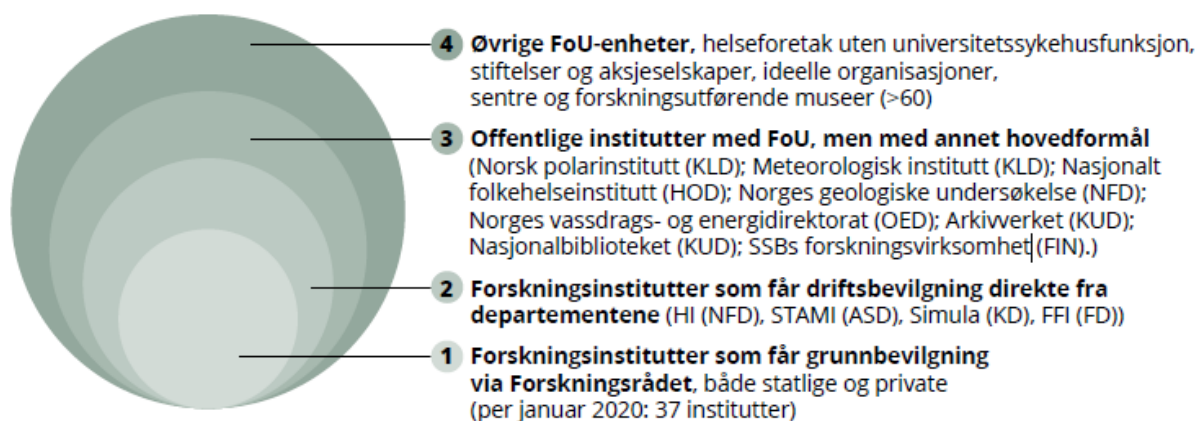 4 Øvrige FoU-enheter, helseforetak uten universitetssykehusfunksjon,
stiftelser og aksjeselskaper, ideelle organisasjoner,
sentre og forskningsutførende museer (>60)
3 Offentlige institutter med FoU, men med annet hovedformål
(Norsk polarinstitutt (KLD); Meteorologisk institutt (KLD); Nasjonalt
folkehelseinstitutt (HOD); Norges geologiske undersøkelse (NFD);
Norges vassdrags- og energidirektorat (OED); Arkivverket (KUD);
Nasjonalbiblioteket (KUD); SSBs forskningsvirksomhet (FIN).)
2 Forskningsinstitutter som får driftsbevilgning direkte fra
departementene (HI (NFD), STAMI (ASD), Simula (KD), FFI (FD))
1 Forskningsinstitutter som får grunnbevilgning
via Forskningsrådet, både statlige og private
(per januar 2020: 37 institutter)